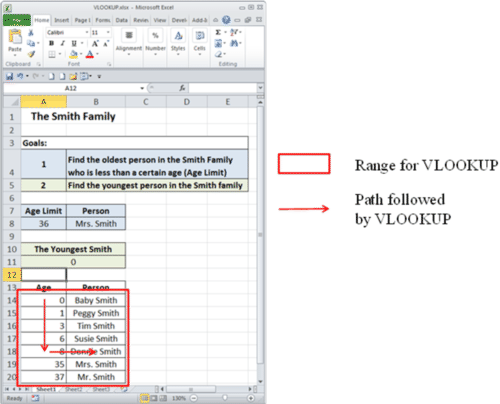 VLOOKUP.xlsx - Microsoft Excel
File Home Insert Page l Form Data Revie View Devel Add-I
Paste
Calibri 11
B I U
Alignment Number Styles Cells
Clipboard Font Editing
A12 fx
A B C D E
1 The Smith Family
2
3 Goals:
4 1 Find the oldest person in the Smith Family
who is less than a certain age (Age Limit)
5 2 Find the youngest person in the Smith family
6
7 Age Limit Person
8 36 Mrs. Smith
9
10 The Youngest Smith
11 0
12
13 Age Person
14 0 Baby Smith
15 1 Peggy Smith
16 3 Tim Smith
17 6 Susie Smith
18 8 Smith
19 35 Mrs. Smith
20 37 Mr. Smith
Sheet1 Sheet2 Sheet3
130%
Range for VLOOKUP
Path followed
by VLOOKUP